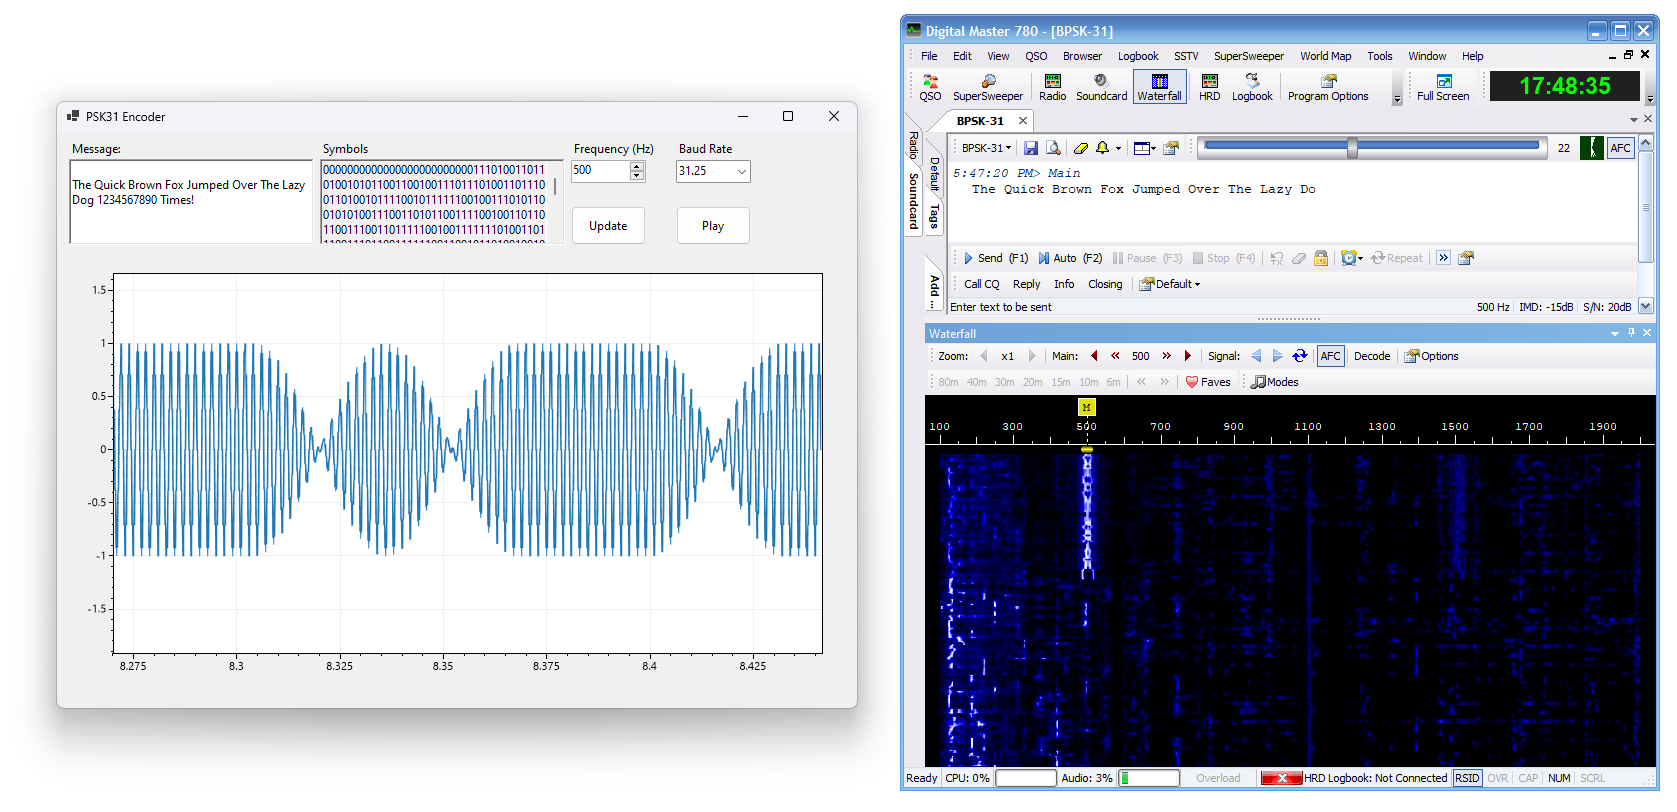 PSK31 Encoder
Message:
The Quick Brown Fox Jumped Over The Lazy
Dog 1234567890 Times!
Symbols
Frequency (Hz)
500
Baud Rate
31.25
Update
Play
1.5
1
0.5
0
-0.5
-1
-1.5
8.275 8.3 8.325 8.35 8.375 8.4 8.425
Digital Master 780 - [BPSK-31]
File Edit View QSO Browser Logbook SSTV SuperSweeper World Map Tools Window Help
QSO SuperSweeper Radio Soundcard Waterfall HRD Logbook Program Options Full Screen 17:48:35
BPSK-31
Radio
Soundcard
Default
Tags
Add ...
BPSK-31 22 AFC
5:47:20 PM> Main
The Quick Brown Fox Jumped Over The Lazy Do
Send (F1) Auto (F2) Pause (F3) Stop (F4) TX Repeat
Call CQ Reply Info Closing Default
Enter text to be sent 500 Hz IMD: -15dB S/N: 20dB
Waterfall
Zoom: x1 Main: 500 Signal: AFC Decode Options
80m 40m 30m 20m 15m 10m 6m Faves Modes
M
100 300 500 700 900 1100 1300 1500 1700 1900
Ready CPU: 0% Audio: 3% Overload HRD Logbook: Not Connected RSID OVR CAP NUM SCRL